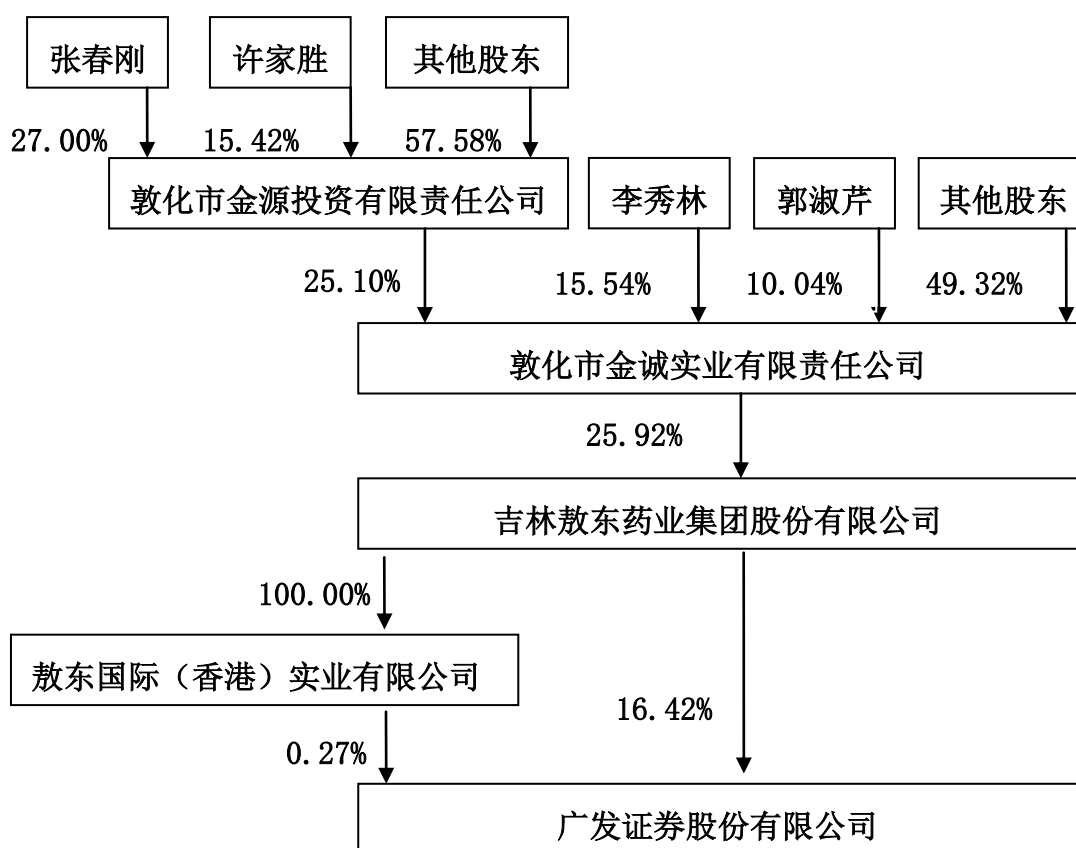 张春刚
许家胜
其他股东
27.00%
15.42%
57.58%
敦化市金源投资有限责任公司
李秀林
郭淑芹
其他股东
25.10%
15.54%
10.04%
49.32%
敦化市金诚实业有限责任公司
25.92%
吉林敖东药业集团股份有限公司
100.00%
敖东国际（香港）实业有限公司
16.42%
0.27%
广发证券股份有限公司